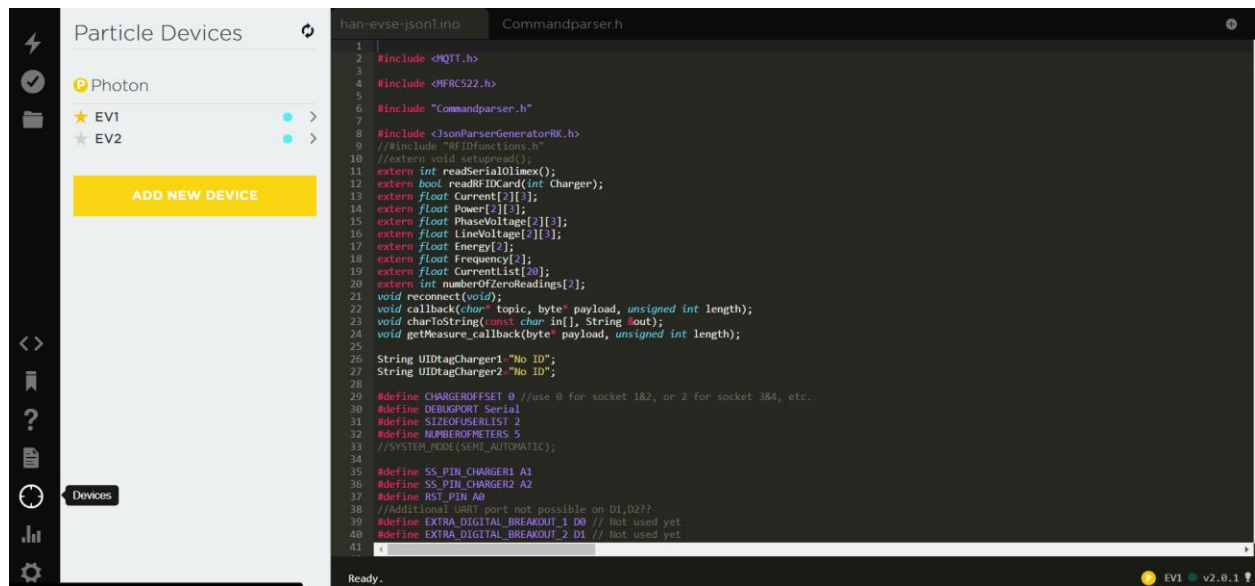 Particle Devices
Photon
EV1
EV2
ADD NEW DEVICE
Devices
han-evse-json1.ino Commandparser.h
1
2 #include <MQTT.h>
3
4 #include <MFRC522.h>
5
6 #include "Commandparser.h"
7
8 #include <JsonParserGeneratorRK.h>
9 //#include "RFIDfunctions.h"
10 //extern void setupread();
11 extern int readSerialOlimex();
12 extern bool readRFIDCard(int Charger);
13 extern float Current[2][3];
14 extern float Power[2][3];
15 extern float PhaseVoltage[2][3];
16 extern float LineVoltage[2][3];
17 extern float Energy[2];
18 extern float Frequency[2];
19 extern float CurrentList[20];
20 extern int numberOfZeroReadings[2];
21 void reconnect(void);
22 void callback(char* topic, byte* payload, unsigned int length);
23 void charToString(const char in[], String &out);
24 void getMeasure_callback(byte* payload, unsigned int length);
25
26 String UIDtagCharger1="No ID";
27 String UIDtagCharger2="No ID";
28
29 #define CHARGEROFFSET 0 //use 0 for socket 1&2, or 2 for socket 3&4, etc.
30 #define DEBUGPORT Serial
31 #define SIZEOFUSERLIST 2
32 #define NUMBEROFMETERS 5
33 //SYSTEM_MODE(SEMI_AUTOMATIC);
34
35 #define SS_PIN_CHARGER1 A1
36 #define SS_PIN_CHARGER2 A2
37 #define RST_PIN A0
38 //Additional UART port not possible on D1,D2??
39 #define EXTRA_DIGITAL_BREAKOUT_1 D0 // Not used yet
40 #define EXTRA_DIGITAL_BREAKOUT_2 D1 // Not used yet
41
Ready.
P EV1 v2.0.1